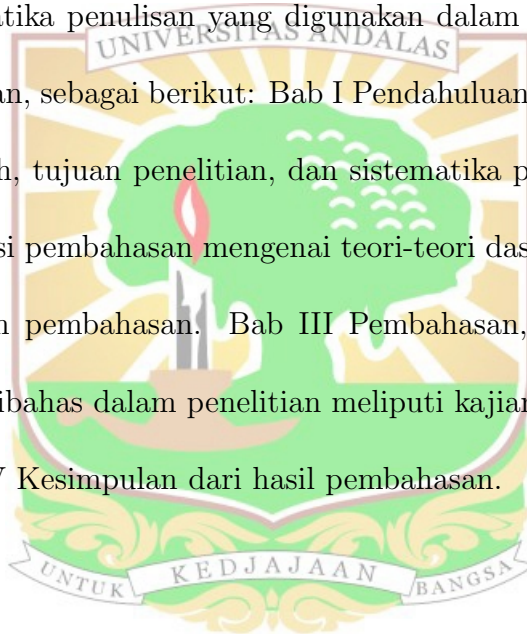 atika penulisan yang digunakan dalam
UNIVERSITAS ANDALAS
an, sebagai berikut: Bab I Pendahuluan
h, tujuan penelitian, dan sistematika p
si pembahasan mengenai teori-teori das
n pembahasan. Bab III Pembahasan,
ibahas dalam penelitian meliputi kajian
V Kesimpulan dari hasil pembahasan.
UNTUK KEDJAJAAN BANGSA